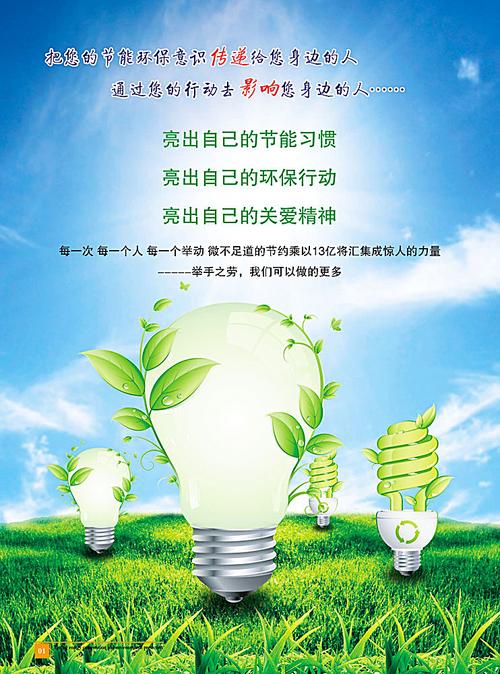 把您的节能环保意识传递给您身边的人
通过您的行动去影响您身边的人……
亮出自己的节能习惯
亮出自己的环保行动
亮出自己的关爱精神
每一次 每一个人 每一个举动 微不足道的节约乘以13亿将汇集成惊人的力量
-----举手之劳，我们可以做的更多
01